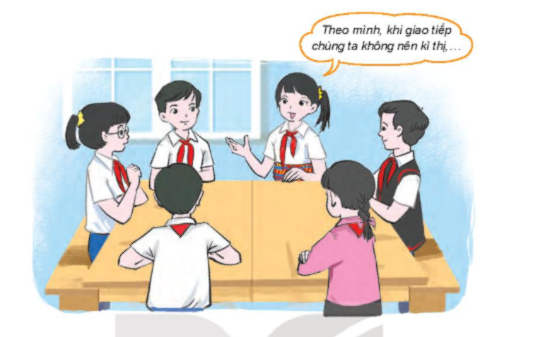 Theo mình, khi giao tiếp
chúng ta không nên kì thị,...